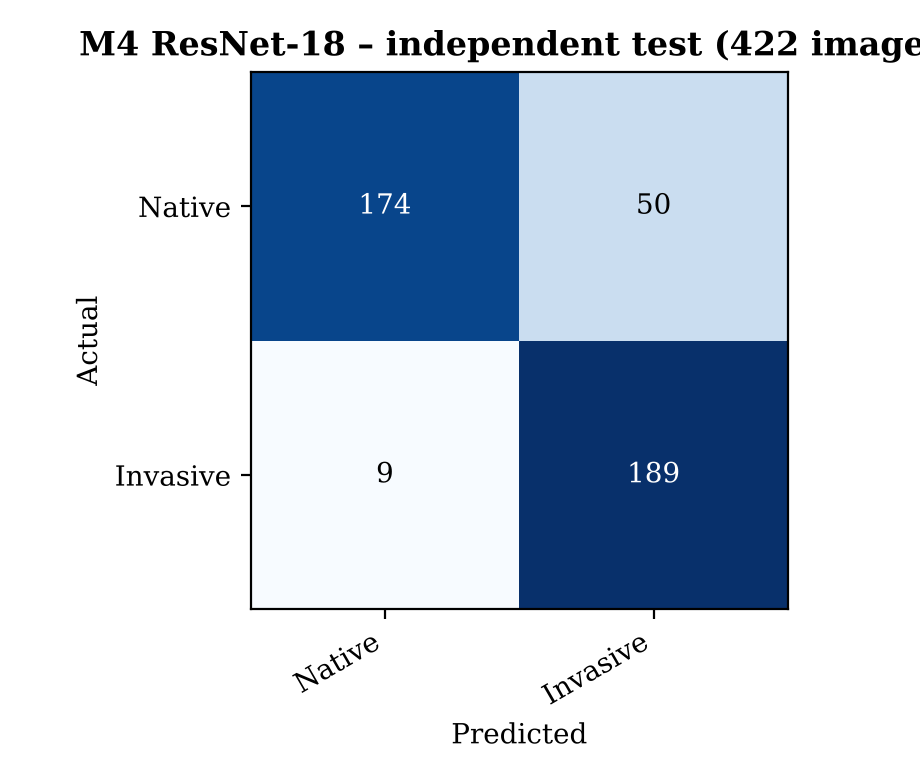 M4 ResNet-18 – independent test (422 image
Native
174
50
Actual
Invasive
9
189
Native
Invasive
Predicted